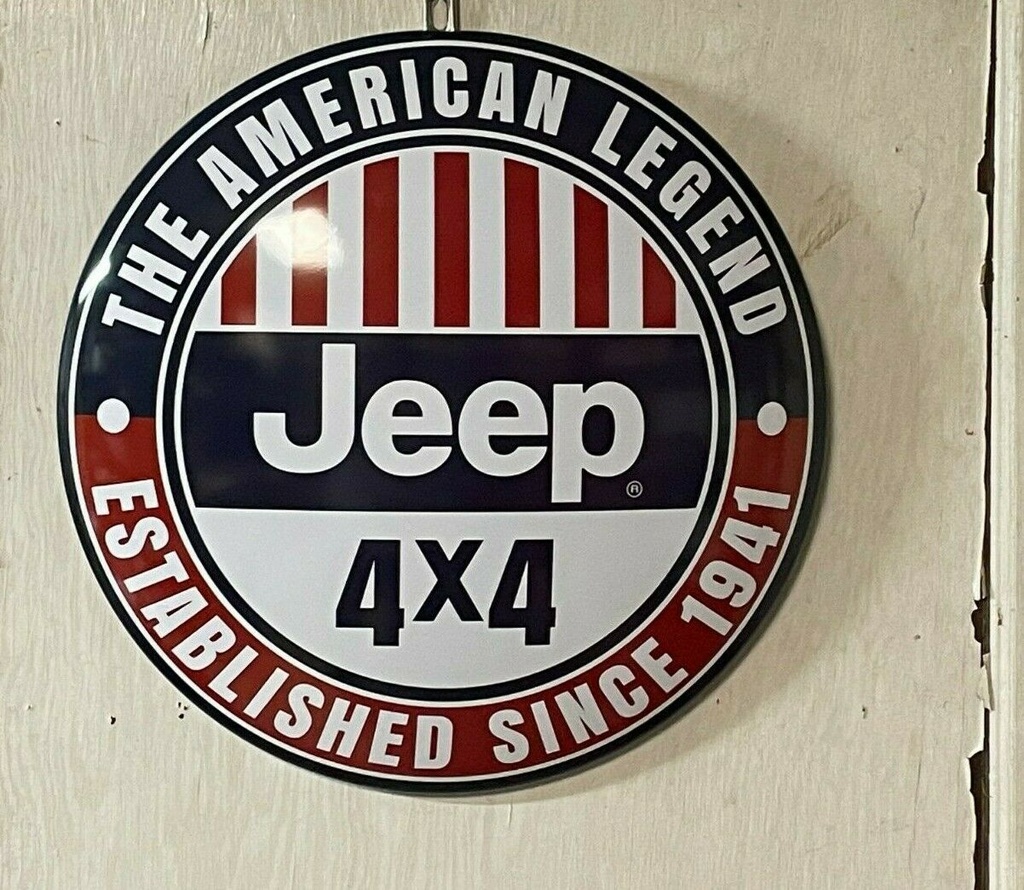 THE AMERICAN LEGEND
Jeep®
4X4
ESTABLISHED SINCE 1941